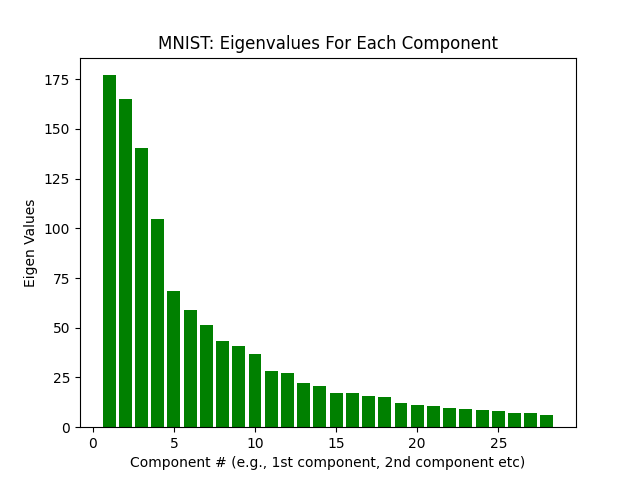 MNIST: Eigenvalues For Each Component
175
150
125
100
75
50
25
0
Eigen Values
0 5 10 15 20 25
Component # (e.g., 1st component, 2nd component etc)